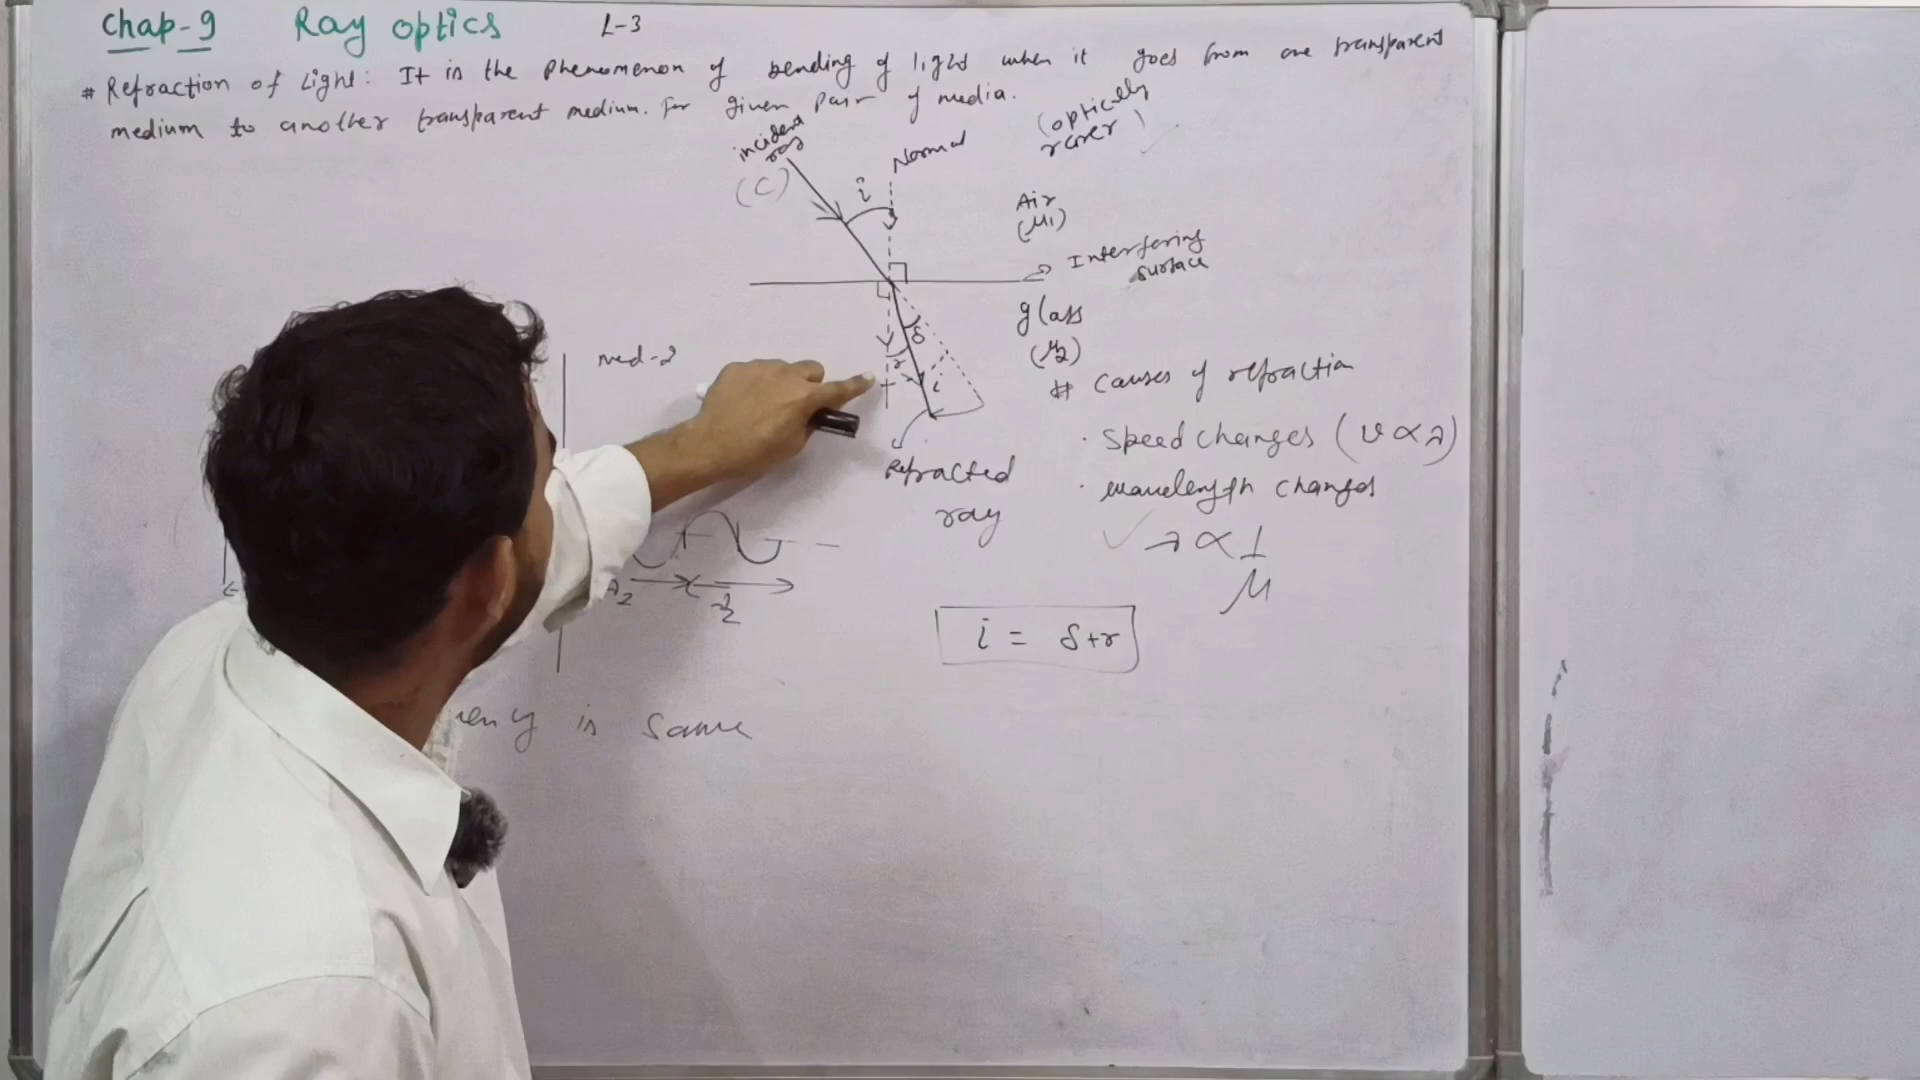 Chap-9 Ray optics L-3
# Refraction of Light: It is the Phenomenon of bending of light when it goes from one transparent
medium to another transparent medium. For given Pair of media.
incident
ray
(C)
i
Normal
(optically
rarer)
Air
(μ1)
Interfering
surface
glass
(μ2)
δ
r
i
med-2
Refracted
ray
# Causes of refraction
· Speed changes (v ∝ λ)
· wavelength changes
λ ∝ 1/μ
i = δ+r
λ2
is same